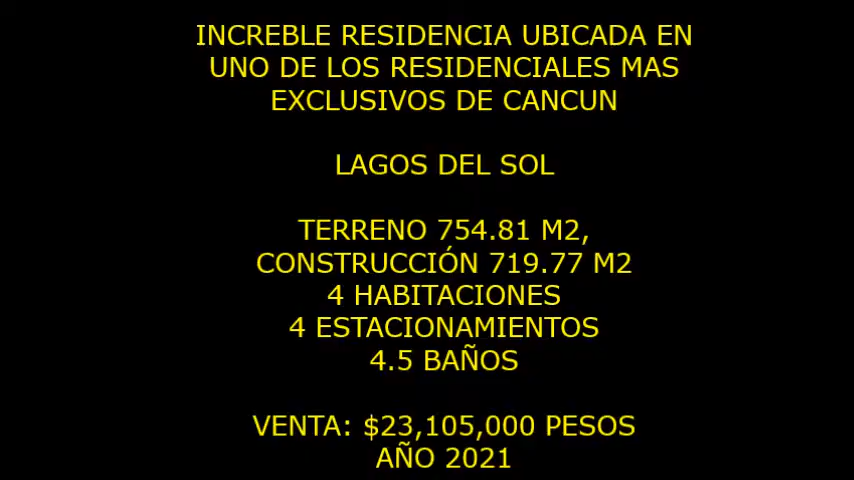 INCREBLE RESIDENCIA UBICADA EN
UNO DE LOS RESIDENCIALES MAS
EXCLUSIVOS DE CANCUN
LAGOS DEL SOL
TERRENO 754.81 M2,
CONSTRUCCIÓN 719.77 M2
4 HABITACIONES
4 ESTACIONAMIENTOS
4.5 BAÑOS
VENTA: $23,105,000 PESOS
AÑO 2021